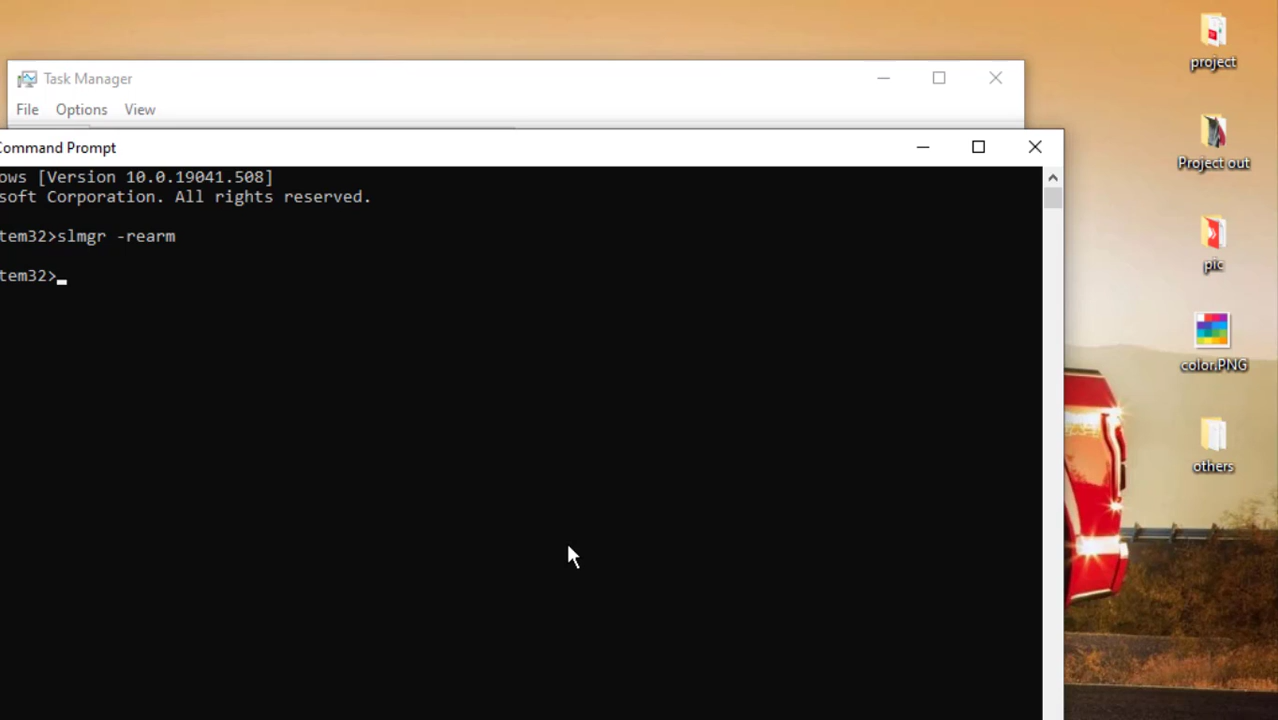 project
Task Manager
File Options View
Command Prompt
ows [Version 10.0.19041.508]
soft Corporation. All rights reserved.
tem32>slmgr -rearm
tem32>
Project out
pic
color.PNG
others